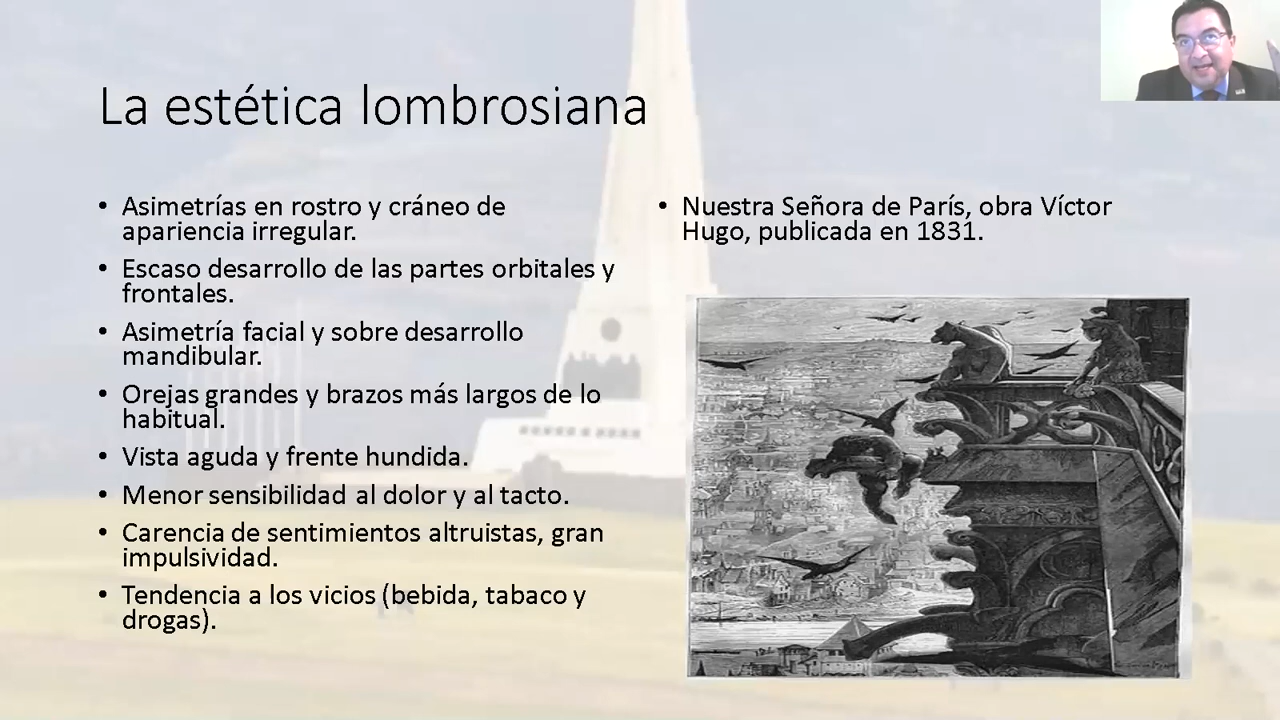 La estética lombrosiana
• Asimetrías en rostro y cráneo de
apariencia irregular.
• Escaso desarrollo de las partes orbitales y
frontales.
• Asimetría facial y sobre desarrollo
mandibular.
• Orejas grandes y brazos más largos de lo
habitual.
• Vista aguda y frente hundida.
• Menor sensibilidad al dolor y al tacto.
• Carencia de sentimientos altruistas, gran
impulsividad.
• Tendencia a los vicios (bebida, tabaco y
drogas).
• Nuestra Señora de París, obra Víctor
Hugo, publicada en 1831.